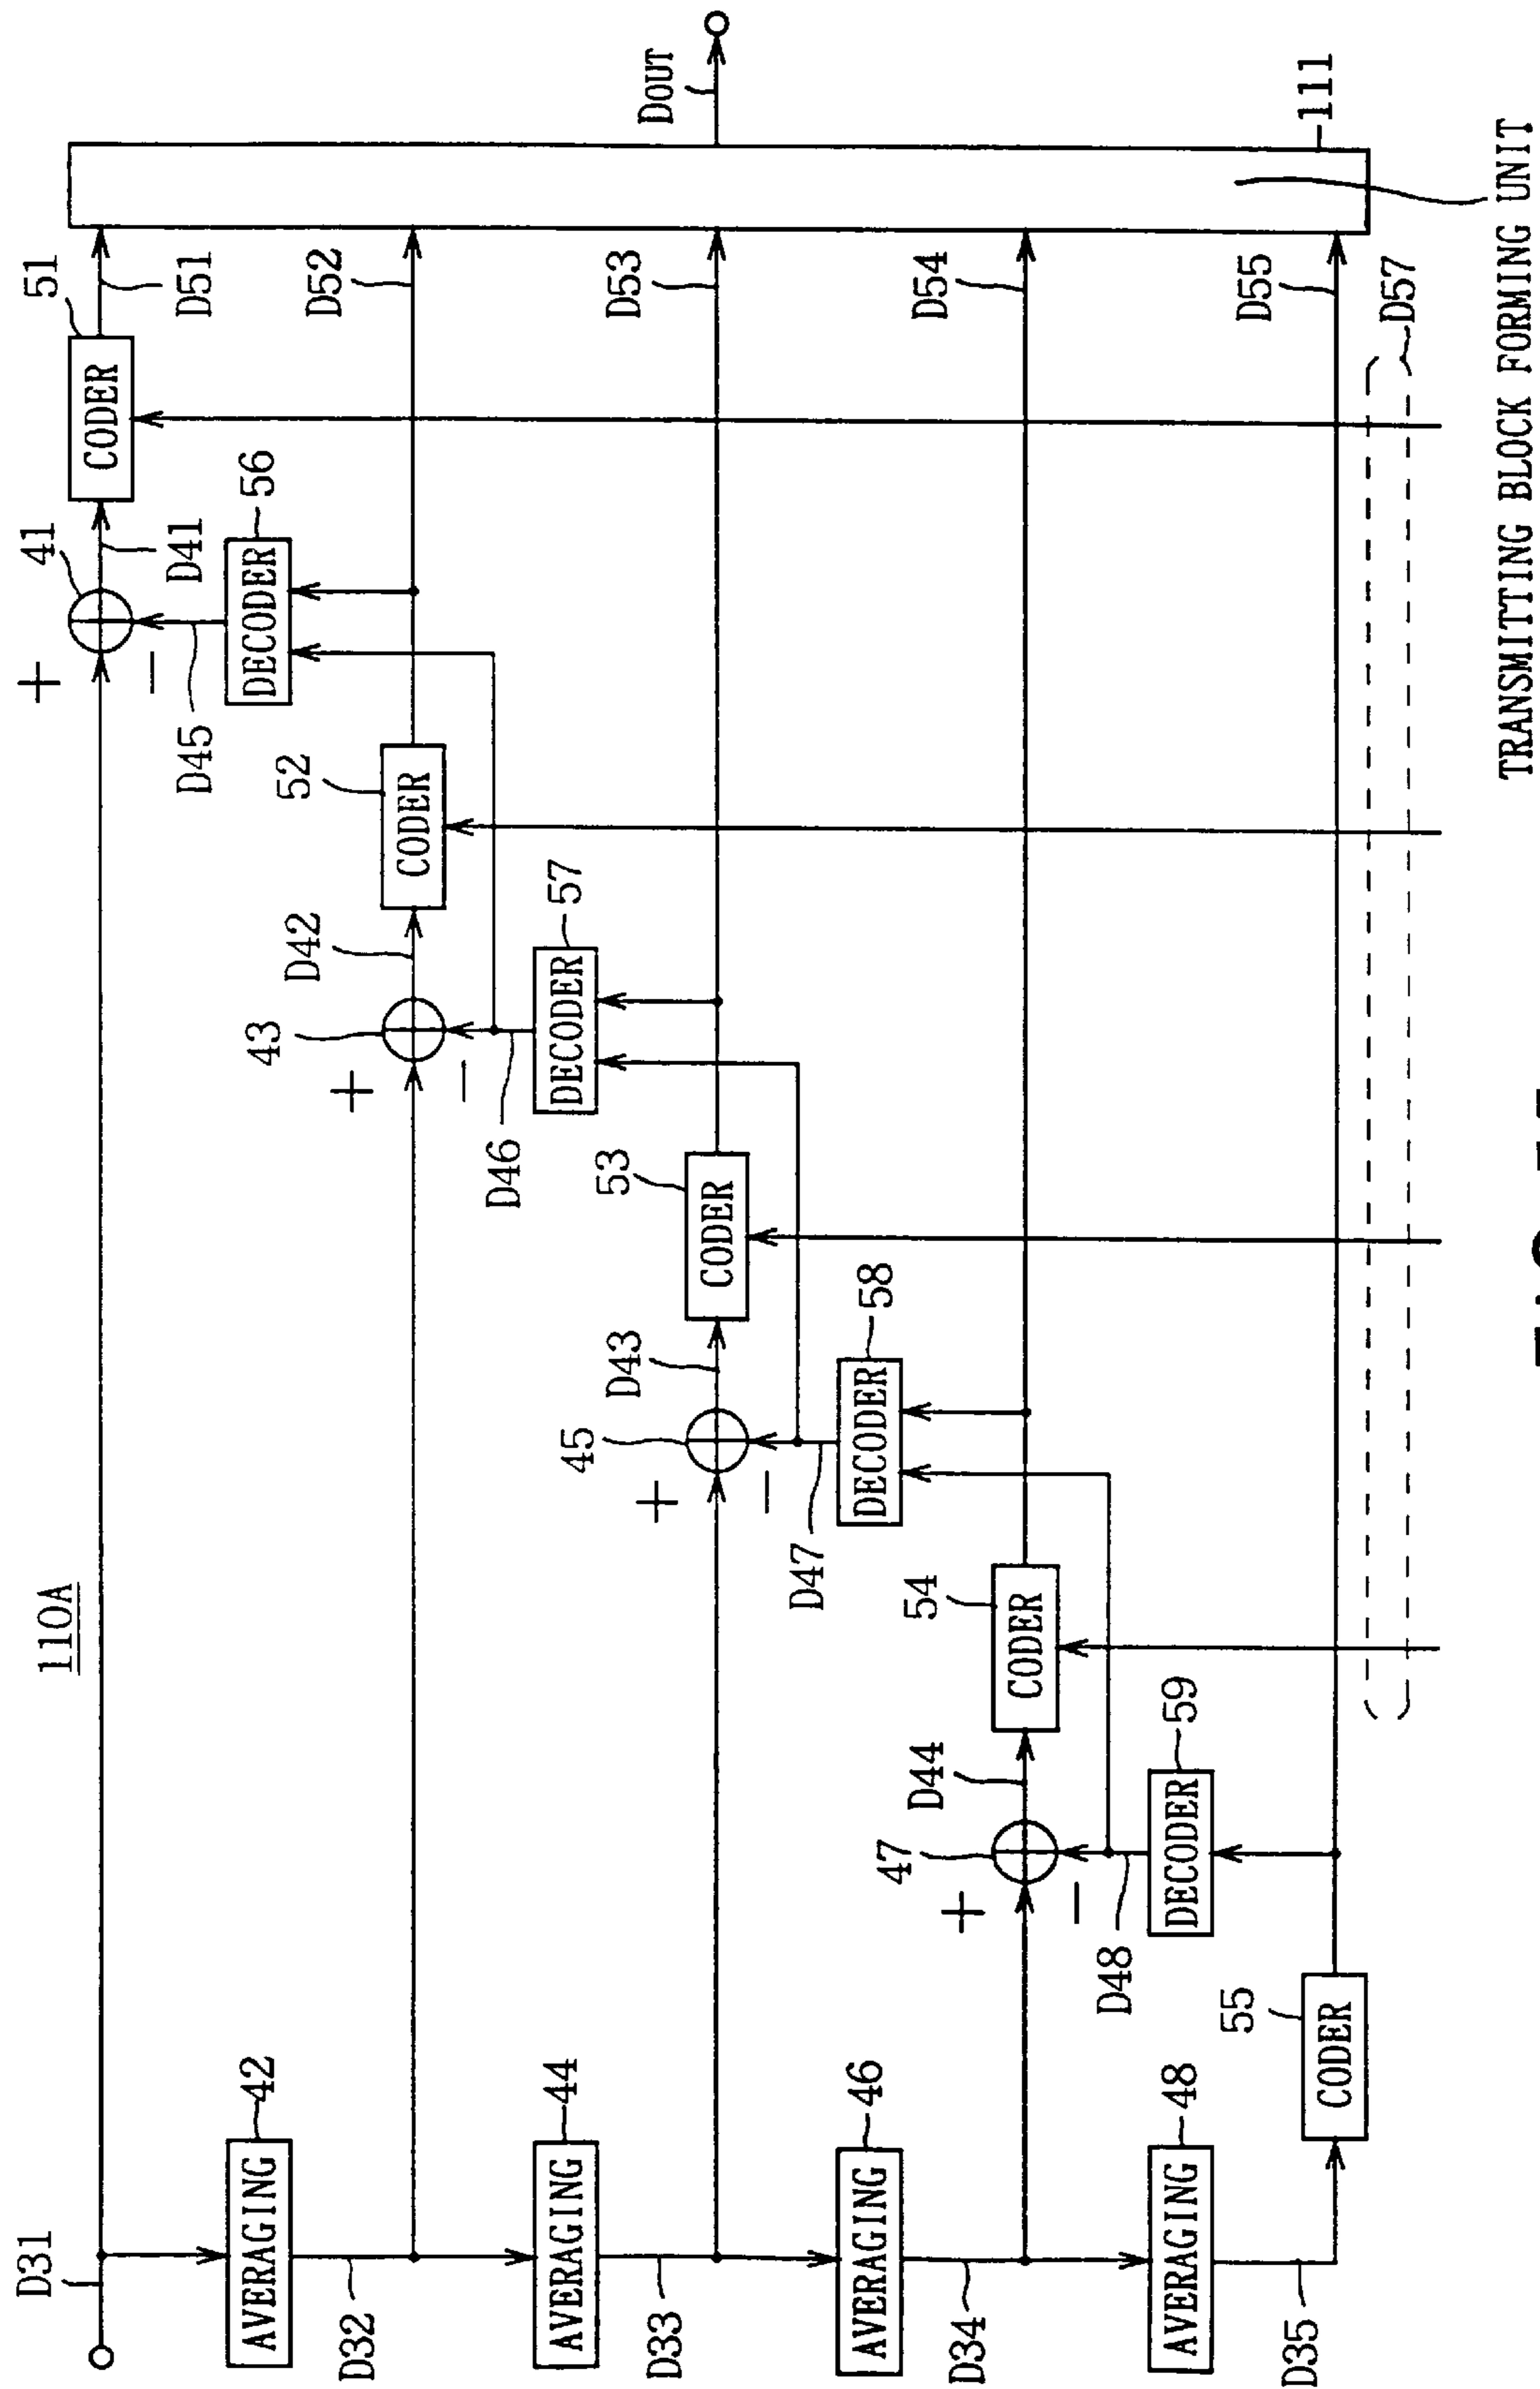 110A
D31
+
41
D41
51
CODER
D51
−
D45
DECODER
56
AVERAGING
42
D32
+
43
D42
52
CODER
D52
−
D46
DECODER
57
AVERAGING
44
D33
+
45
D43
53
CODER
D53
DOUT
−
D47
DECODER
58
AVERAGING
46
D34
+
47
D44
54
CODER
D54
−
D48
DECODER
59
AVERAGING
48
D35
55
CODER
D55
D57
111
TRANSMITTING BLOCK FORMING UNIT